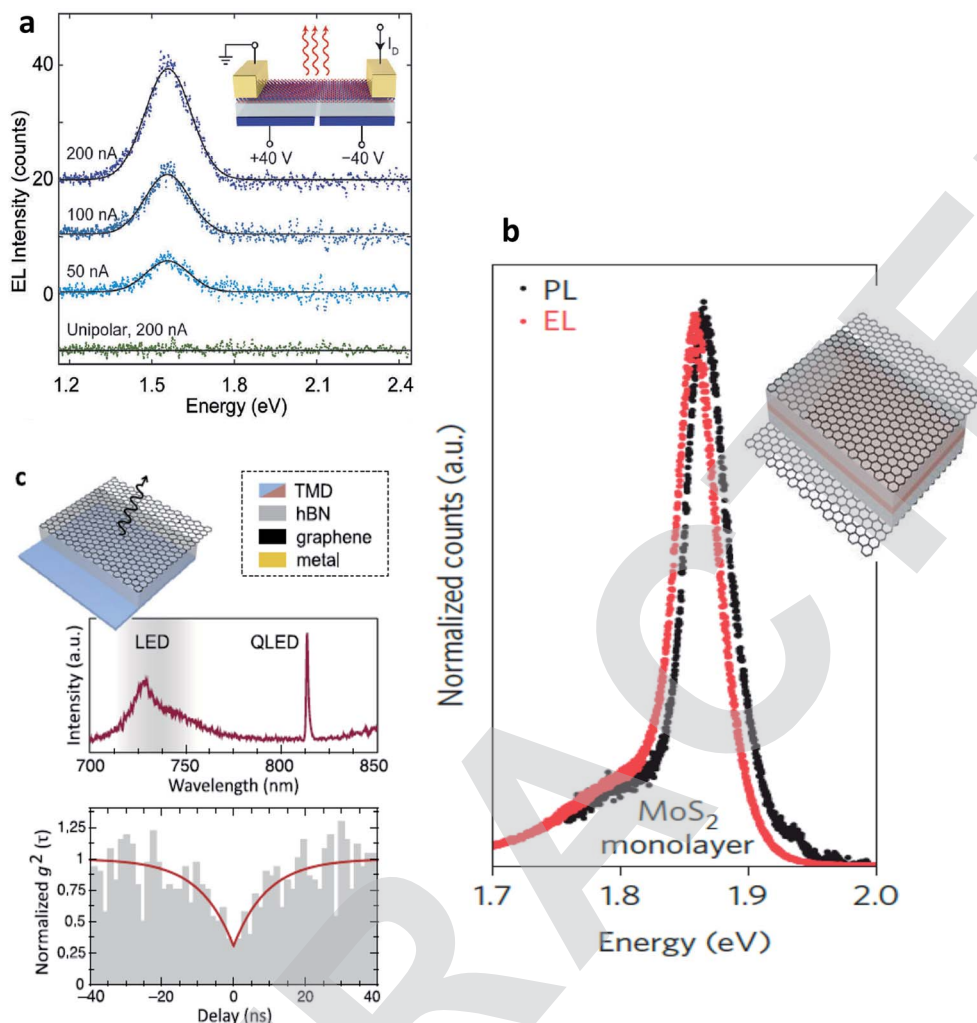 a
EL Intensity (counts)
40
20
0
200 nA
100 nA
50 nA
Unipolar, 200 nA
I_D
+40 V
−40 V
1.2
1.5
1.8
2.1
2.4
Energy (eV)
b
PL
EL
Normalized counts (a.u.)
MoS₂
monolayer
1.7
1.8
1.9
2.0
Energy (eV)
c
TMD
hBN
graphene
metal
Intensity (a.u.)
LED
QLED
700
750
800
850
Wavelength (nm)
Normalized g² (τ)
1.25
1
0.75
0.5
0.25
0
−40
−20
0
20
40
Delay (ns)